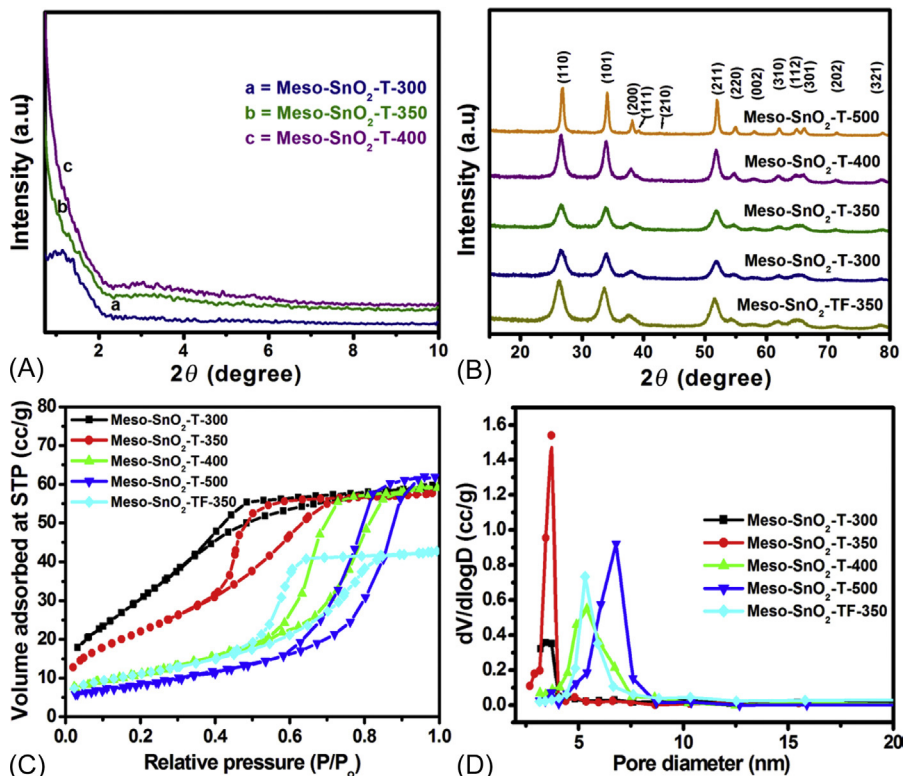 Intensity (a.u)
a = Meso-SnO2-T-300
b = Meso-SnO2-T-350
c = Meso-SnO2-T-400
c
b
a
2 4 6 8 10
2θ (degree)
(A)
Intensity (a.u)
(110)
(101)
(200)
(111)
(210)
(211)
(220)
(002)
(310)
(112)
(301)
(202)
(321)
Meso-SnO2-T-500
Meso-SnO2-T-400
Meso-SnO2-T-350
Meso-SnO2-T-300
Meso-SnO2-TF-350
20 30 40 50 60 70 80
2θ (degree)
(B)
Volume adsorbed at STP (cc/g)
80
70
60
50
40
30
20
10
0
Meso-SnO2-T-300
Meso-SnO2-T-350
Meso-SnO2-T-400
Meso-SnO2-T-500
Meso-SnO2TF-350
0.0 0.2 0.4 0.6 0.8 1.0
Relative pressure (P/Po)
(C)
dV/dlogD (cc/g)
1.6
1.4
1.2
1.0
0.8
0.6
0.4
0.2
0.0
Meso-SnO2-T-300
Meso-SnO2-T-350
Meso-SnO2-T-400
Meso-SnO2-T-500
Meso-SnO2TF-350
5 10 15 20
Pore diameter (nm)
(D)